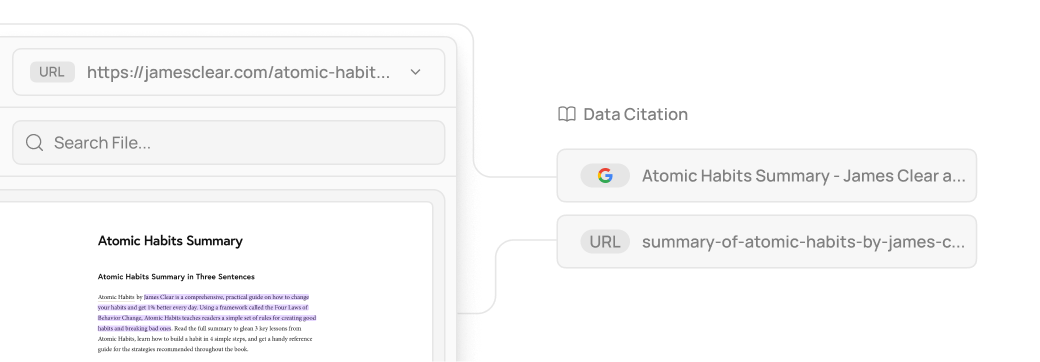 URL https://jamesclear.com/atomic-habit...
Search File...
Atomic Habits Summary
Atomic Habits Summary in Three Sentences
Atomic Habits by James Clear is a comprehensive, practical guide on how to change
your habits and get 1% better every day. Using a framework called the Four Laws of
Behavior Change, Atomic Habits teaches readers a simple set of rules for creating good
habits and breaking bad ones. Read the full summary to glean 3 key lessons from
Atomic Habits, learn how to build a habit in 4 simple steps, and get a handy reference
guide for the strategies recommended throughout the book.
Data Citation
G Atomic Habits Summary - James Clear a...
URL summary-of-atomic-habits-by-james-c...